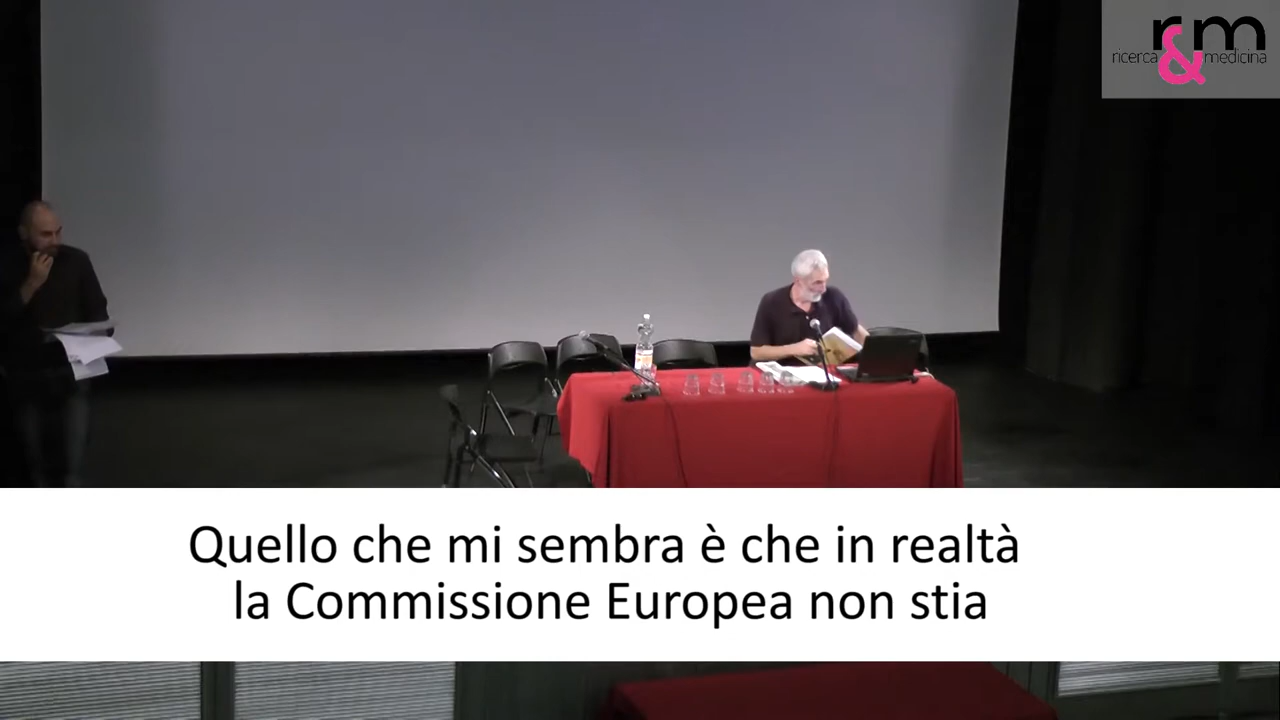 r&m
ricerca & medicina
Quello che mi sembra è che in realtà
la Commissione Europea non stia